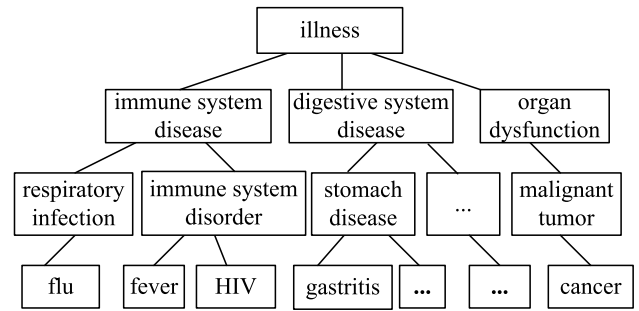 illness
immune system
disease
digestive system
disease
organ
dysfunction
respiratory
infection
immune system
disorder
stomach
disease
...
malignant
tumor
flu
fever
HIV
gastritis
...
...
cancer